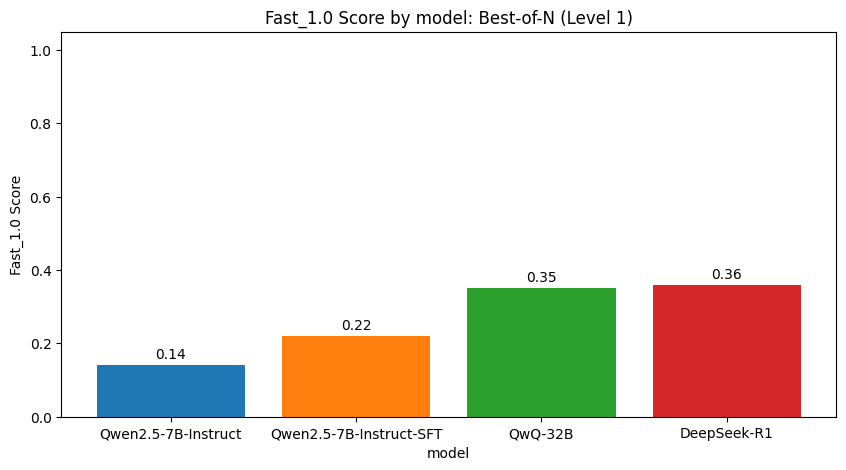 Fast_1.0 Score by model: Best-of-N (Level 1)
Fast_1.0 Score
1.0
0.8
0.6
0.4
0.2
0.0
0.14
0.22
0.35
0.36
Qwen2.5-7B-Instruct
Qwen2.5-7B-Instruct-SFT
QwQ-32B
DeepSeek-R1
model